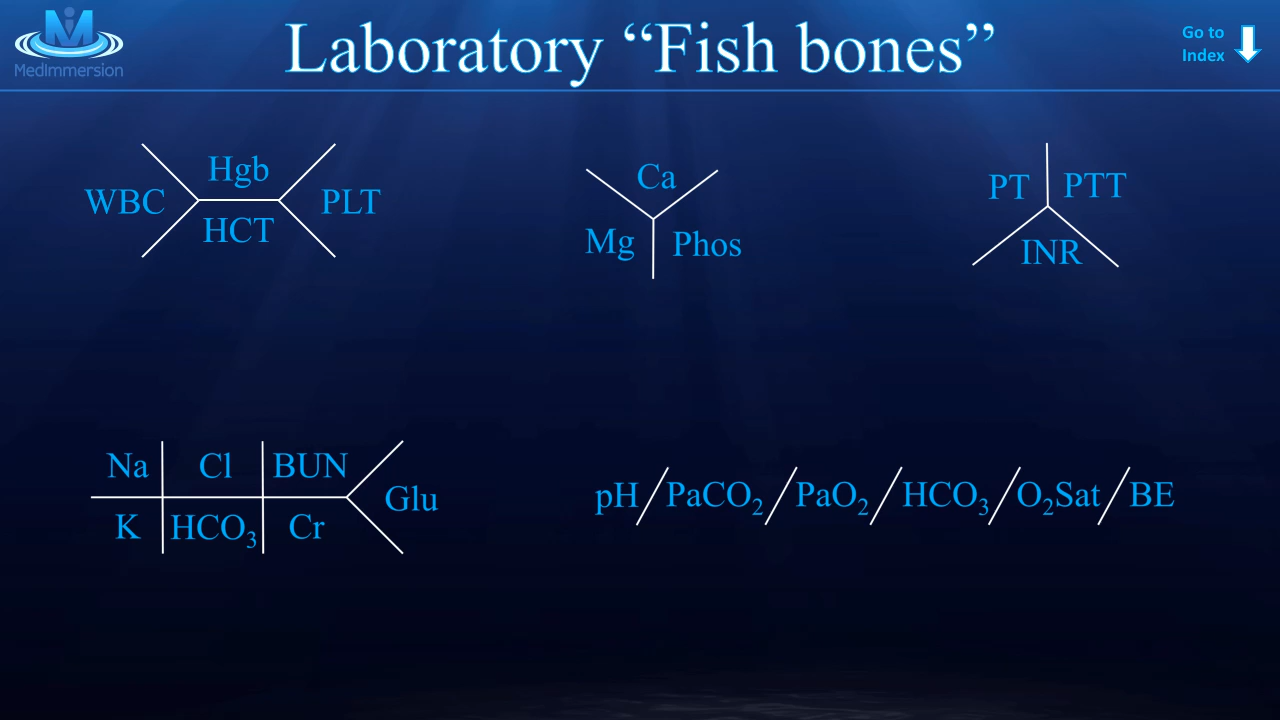 MedImmersion
Laboratory “Fish bones”
Go to
Index
Hgb
WBC
PLT
HCT
Ca
Mg
Phos
PT
PTT
INR
Na
Cl
BUN
Glu
K
HCO₃
Cr
pH / PaCO₂ / PaO₂ / HCO₃ / O₂Sat / BE